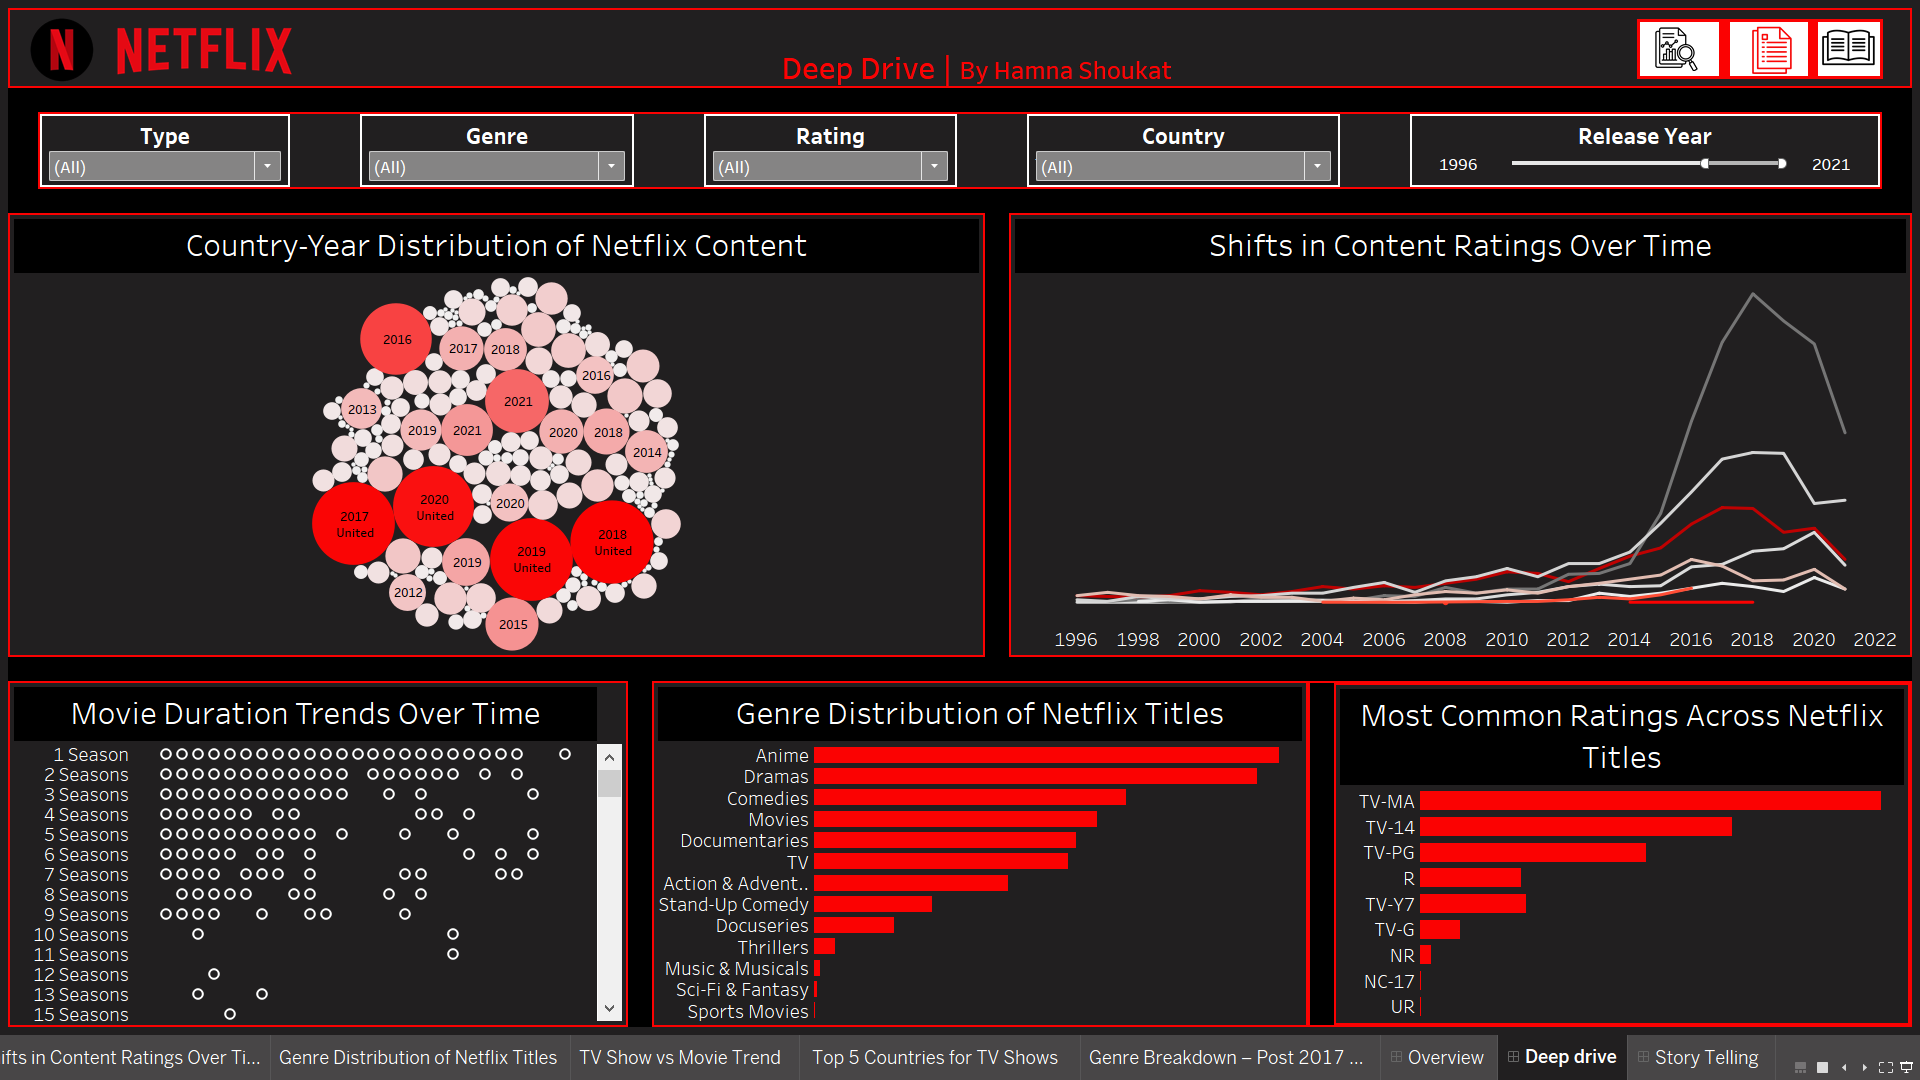 N NETFLIX
Deep Drive | By Hamna Shoukat
Type
(All)
Genre
(All)
Rating
(All)
Country
(All)
Release Year
1996 2021
Country-Year Distribution of Netflix Content
2016
2017 2018
2016
2021
2013
2019 2021 2020 2018
2014
2020
United
2020
2017
United
2018
United
2019
2019
United
2012
2015
Shifts in Content Ratings Over Time
1996 1998 2000 2002 2004 2006 2008 2010 2012 2014 2016 2018 2020 2022
Movie Duration Trends Over Time
1 Season
2 Seasons
3 Seasons
4 Seasons
5 Seasons
6 Seasons
7 Seasons
8 Seasons
9 Seasons
10 Seasons
11 Seasons
12 Seasons
13 Seasons
15 Seasons
Genre Distribution of Netflix Titles
Anime
Dramas
Comedies
Movies
Documentaries
TV
Action & Advent..
Stand-Up Comedy
Docuseries
Thrillers
Music & Musicals
Sci-Fi & Fantasy
Sports Movies
Most Common Ratings Across Netflix
Titles
TV-MA
TV-14
TV-PG
R
TV-Y7
TV-G
NR
NC-17
UR
ifts in Content Ratings Over Ti... Genre Distribution of Netflix Titles TV Show vs Movie Trend Top 5 Countries for TV Shows Genre Breakdown – Post 2017 ... Overview Deep drive Story Telling